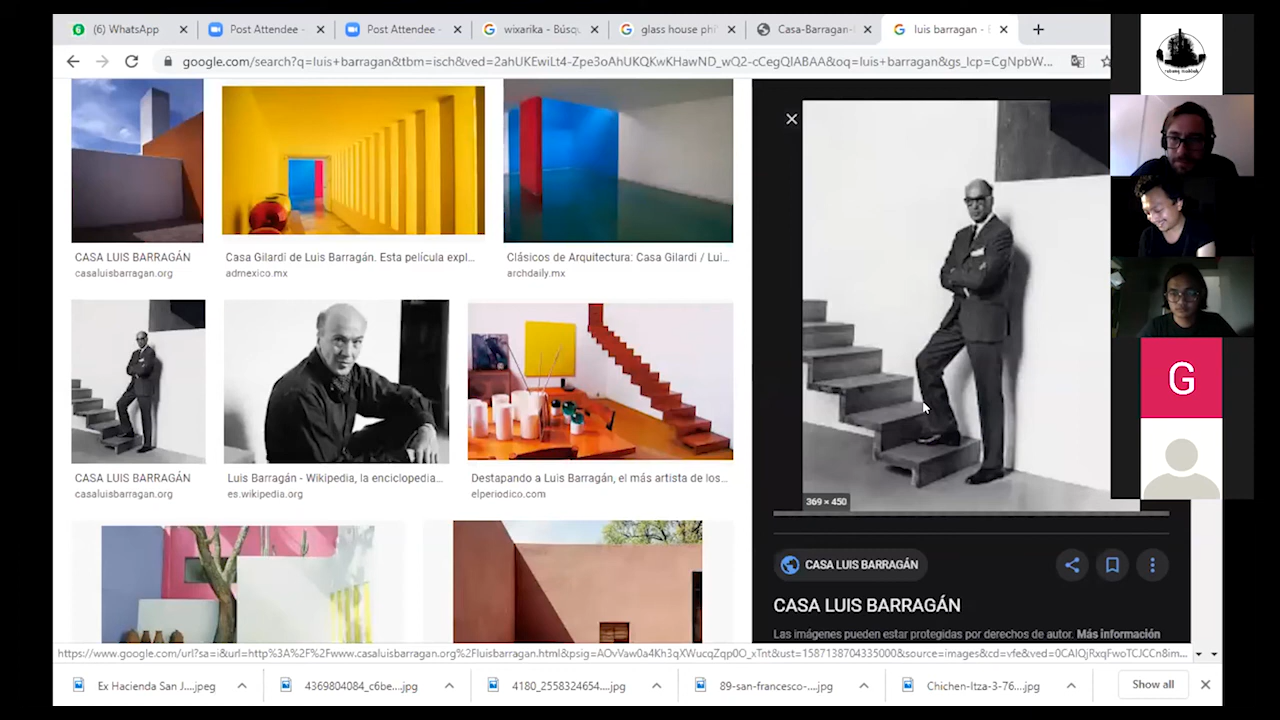 (6) WhatsApp
Post Attendee -
Post Attendee -
wixarika - Búsq
glass house phi
Casa-Barragan-
luis barragan -
google.com/search?q=luis+barragan&tbm=isch&ved=2ahUKEwiLt4-Zpe3oAhUKQKwKHawND_wQ2-cCegQIABAA&oq=luis+barragan&gs_lcp=CgNpbW...
CASA LUIS BARRAGÁN
casaluisbarragan.org
Casa Gilardi de Luis Barragán. Esta película expl...
admexico.mx
Clásicos de Arquitectura: Casa Gilardi / Lui...
archdaily.mx
CASA LUIS BARRAGÁN
casaluisbarragan.org
Luis Barragán - Wikipedia, la enciclopedia...
es.wikipedia.org
Destapando a Luis Barragán, el más artista de los...
elperiodico.com
369 × 450
CASA LUIS BARRAGÁN
CASA LUIS BARRAGÁN
Las imágenes pueden estar protegidas por derechos de autor. Más información
G
https://www.google.com/url?sa=i&url=http%3A%2F%2Fwww.casaluisbarragan.org%2Fluisbarragan.html&psig=AOvVaw0a4Kh3qXWucqZqp0O_xTnt&ust=1587138704335000&source=images&cd=vfe&ved=0CAIQjRxqFwoTCJCCn8im...
Ex Hacienda San J....jpeg
4369804084_c6be....jpg
4180_2558324654....jpg
89-san-francesco-....jpg
Chichen-Itza-3-76....jpg
Show all